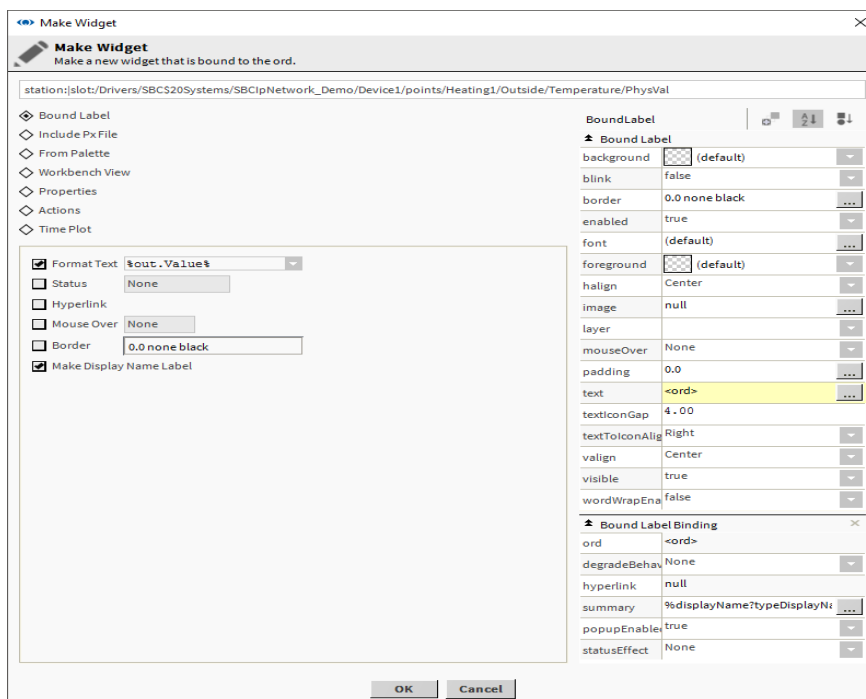 Make Widget
Make Widget
Make a new widget that is bound to the ord.
station:|slot:/Drivers/SBC$20Systems/SBCIpNetwork_Demo/Device1/points/Heating1/Outside/Temperature/PhysVal
Bound Label
Include Px File
From Palette
Workbench View
Properties
Actions
Time Plot
Format Text %out.Value%
Status None
Hyperlink
Mouse Over None
Border 0.0 none black
Make Display Name Label
BoundLabel
Bound Label
background (default)
blink false
border 0.0 none black ...
enabled true
font (default) ...
foreground (default)
halign Center
image null ...
layer
mouseOver None
padding 0.0 ...
text <ord> ...
textIconGap 4.00
textToIconAlig Right
valign Center
visible true
wordWrapEna false
Bound Label Binding
ord <ord>
degradeBehav None
hyperlink null
summary %displayName?typeDisplayNa ...
popupEnabled true
statusEffect None
OK Cancel